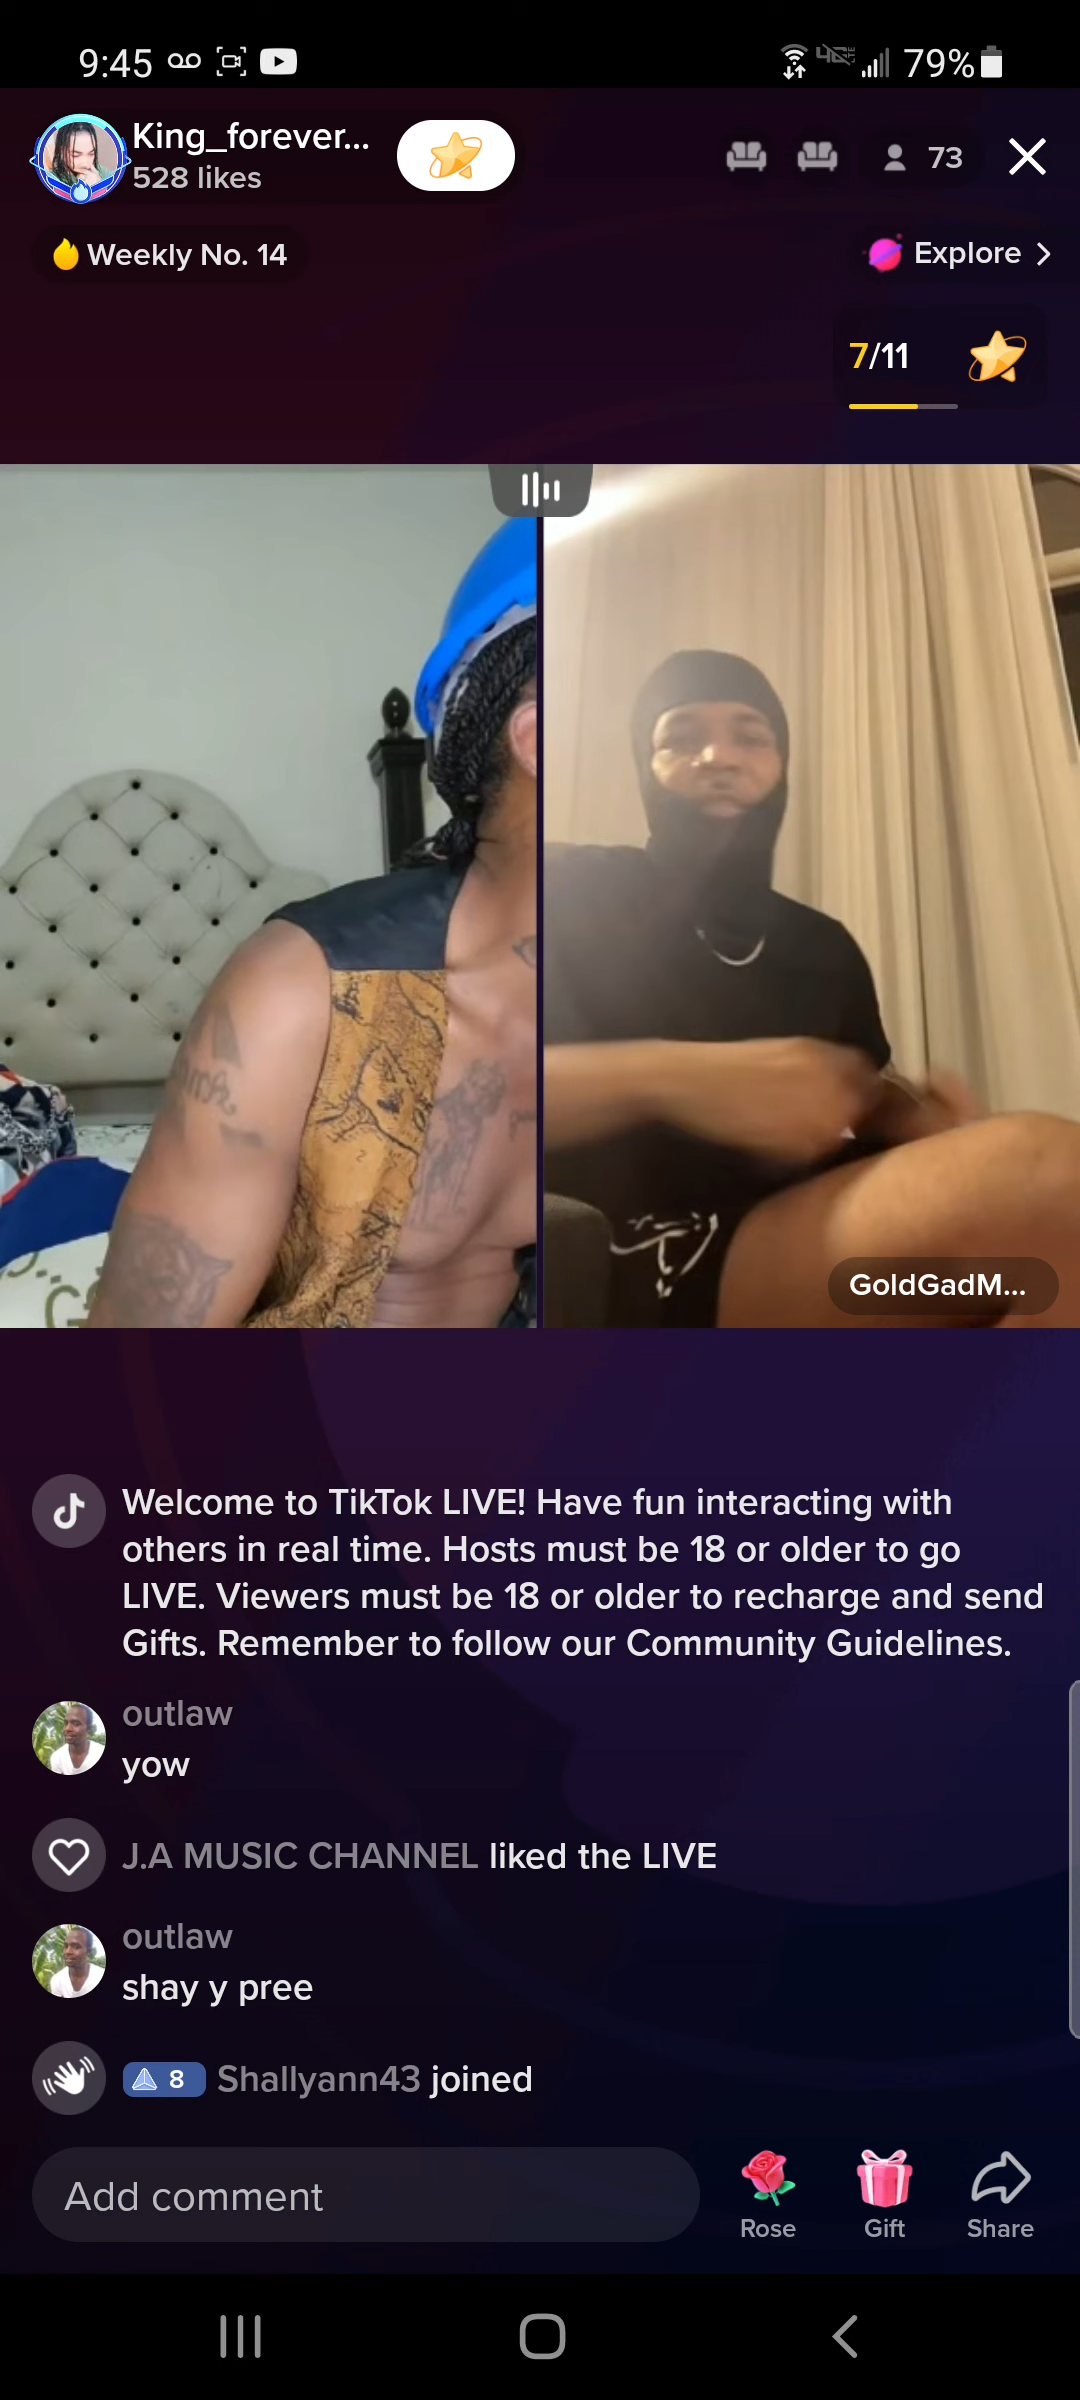 9:45
79%
King_forever...
528 likes
73
Weekly No. 14
Explore
7/11
GoldGadM...
Welcome to TikTok LIVE! Have fun interacting with
others in real time. Hosts must be 18 or older to go
LIVE. Viewers must be 18 or older to recharge and send
Gifts. Remember to follow our Community Guidelines.
outlaw
yow
J.A MUSIC CHANNEL liked the LIVE
outlaw
shay y pree
8 Shallyann43 joined
Add comment
Rose
Gift
Share